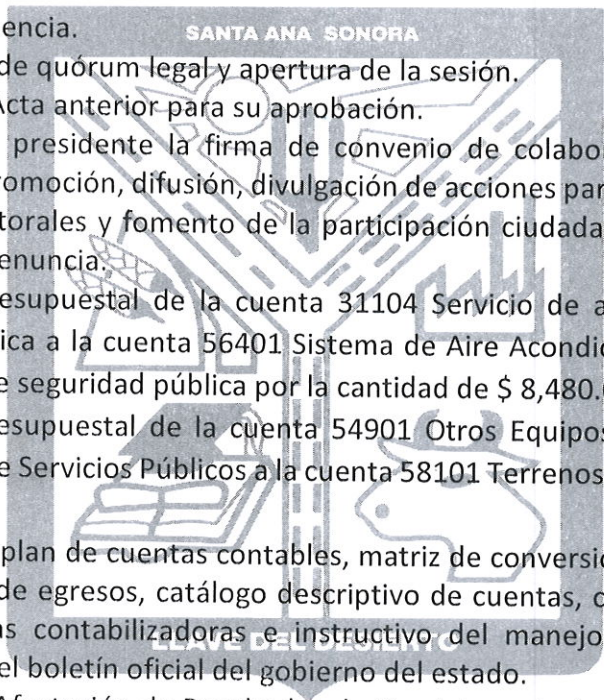 encia.
SANTA ANA SONORA
de quórum legal y apertura de la sesión.
Acta anterior para su aprobación.
presidente la firma de convenio de colabo
romoción, difusión, divulgación de acciones par
torales y fomento de la participación ciudada
enuncia.
esupuestal de la cuenta 31104 Servicio de a
ica a la cuenta 56401 Sistema de Aire Acondic
e seguridad pública por la cantidad de $ 8,480.
esupuestal de la cuenta 54901 Otros Equipos
e Servicios Públicos a la cuenta 58101 Terrenos
plan de cuentas contables, matriz de conversió
de egresos, catálogo descriptivo de cuentas, c
as contabilizadoras e instructivo del manejo
LLAVE DEL DESIERTO
el boletín oficial del gobierno del estado.